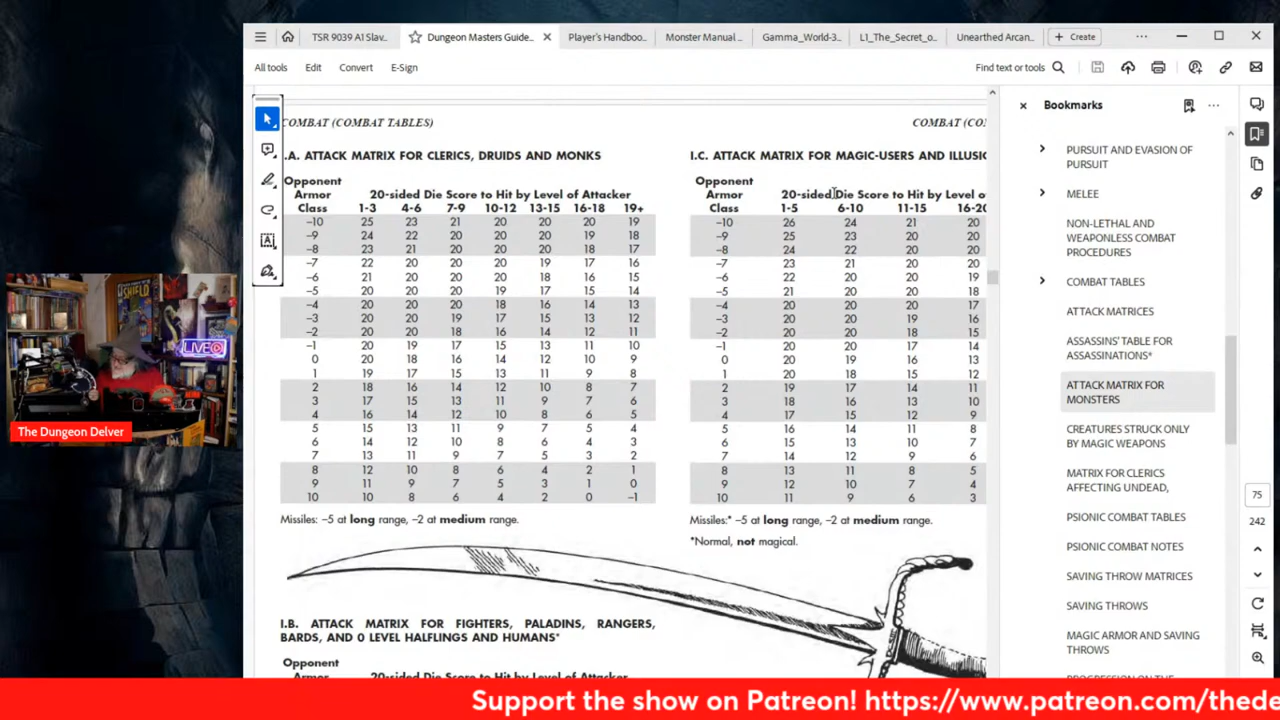 TSR 9039 A1 Slav...
Dungeon Masters Guide...
Player's Handboo...
Monster Manual ...
Gamma_World-3...
L1_The_Secret_o...
Unearthed Arcan...
Create
All tools
Edit
Convert
E-Sign
Find text or tools
COMBAT (COMBAT TABLES)
COMBAT (CO
.A. ATTACK MATRIX FOR CLERICS, DRUIDS AND MONKS
Opponent
Armor 20-sided Die Score to Hit by Level of Attacker
Class 1-3 4-6 7-9 10-12 13-15 16-18 19+
–10 25 23 21 20 20 20 19
–9 24 22 20 20 20 19 18
–8 23 21 20 20 20 18 17
–7 22 20 20 20 19 17 16
–6 21 20 20 20 18 16 15
–5 20 20 20 19 17 15 14
–4 20 20 20 18 16 14 13
–3 20 20 19 17 15 13 12
–2 20 20 18 16 14 12 11
–1 20 19 17 15 13 11 10
0 20 18 16 14 12 10 9
1 19 17 15 13 11 9 8
2 18 16 14 12 10 8 7
3 17 15 13 11 9 7 6
4 16 14 12 10 8 6 5
5 15 13 11 9 7 5 4
6 14 12 10 8 6 4 3
7 13 11 9 7 5 3 2
8 12 10 8 6 4 2 1
9 11 9 7 5 3 1 0
10 10 8 6 4 2 0 –1
Missiles: –5 at long range, –2 at medium range.
I.B. ATTACK MATRIX FOR FIGHTERS, PALADINS, RANGERS,
BARDS, AND 0 LEVEL HALFLINGS AND HUMANS*
Opponent
Armor 20-sided Die Score to Hit by Level of Attacker
I.C. ATTACK MATRIX FOR MAGIC-USERS AND ILLUSI
Opponent
Armor 20-sided Die Score to Hit by Level o
Class 1-5 6-10 11-15 16-20
–10 26 24 21 20
–9 25 23 20 20
–8 24 22 20 20
–7 23 21 20 20
–6 22 20 20 19
–5 21 20 20 18
–4 20 20 20 17
–3 20 20 19 16
–2 20 20 18 15
–1 20 20 17 14
0 20 19 16 13
1 20 18 15 12
2 19 17 14 11
3 18 16 13 10
4 17 15 12 9
5 16 14 11 8
6 15 13 10 7
7 14 12 9 6
8 13 11 8 5
9 12 10 7 4
10 11 9 6 3
Missiles:* –5 at long range, –2 at medium range.
*Normal, not magical.
Bookmarks
PURSUIT AND EVASION OF
PURSUIT
MELEE
NON-LETHAL AND
WEAPONLESS COMBAT
PROCEDURES
COMBAT TABLES
ATTACK MATRICES
ASSASSINS' TABLE FOR
ASSASSINATIONS*
ATTACK MATRIX FOR
MONSTERS
CREATURES STRUCK ONLY
BY MAGIC WEAPONS
MATRIX FOR CLERICS
AFFECTING UNDEAD,
PSIONIC COMBAT TABLES
PSIONIC COMBAT NOTES
SAVING THROW MATRICES
SAVING THROWS
MAGIC ARMOR AND SAVING
THROWS
75
242
SHIELD
LIVE
The Dungeon Delver
Support the show on Patreon! https://www.patreon.com/thede